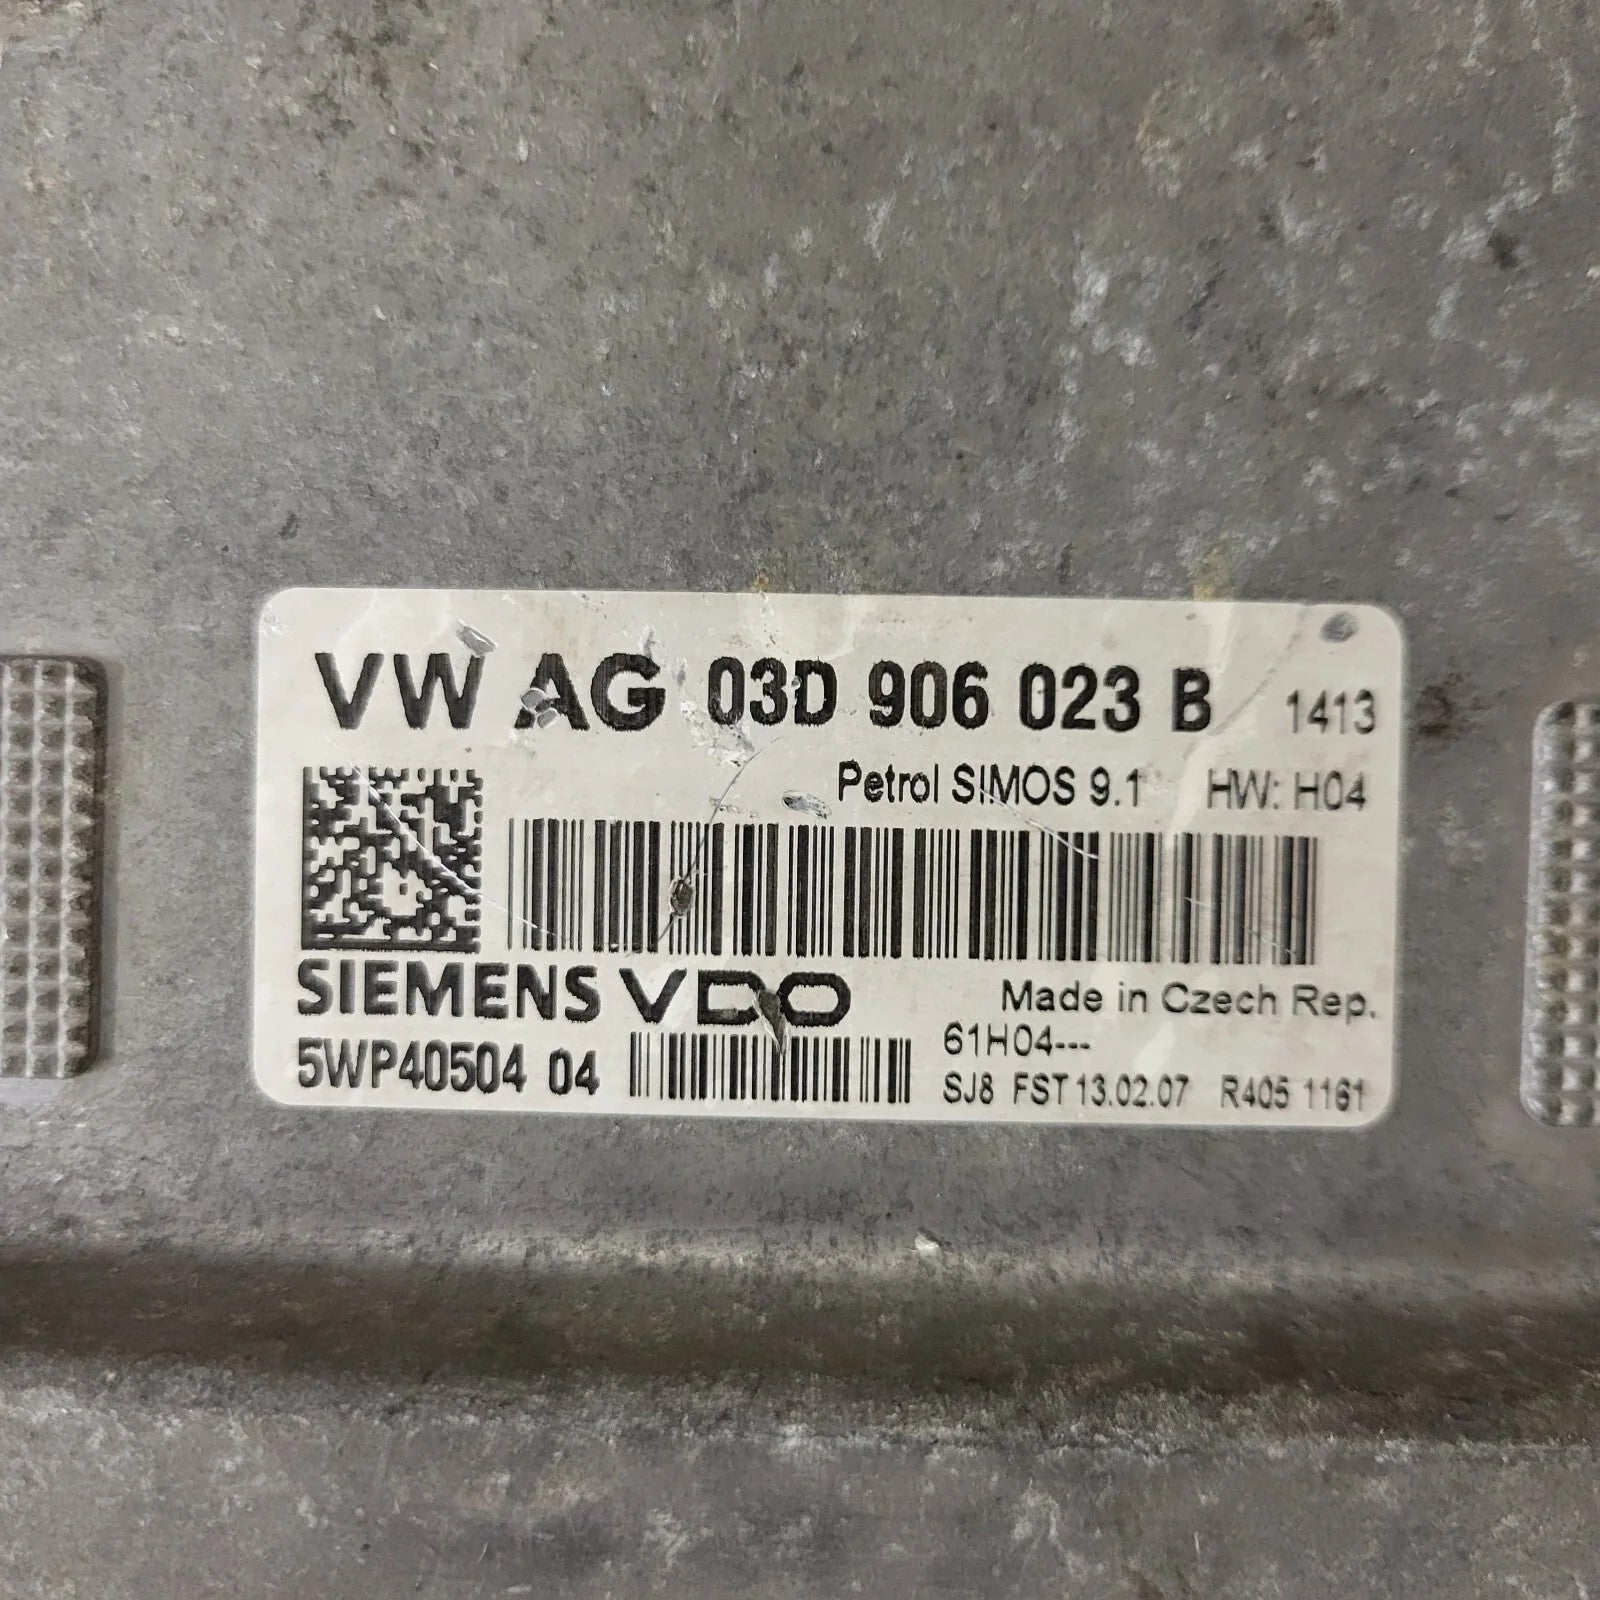 VW AG 03D 906 023 B 1413
Petrol SIMOS 9.1 HW: H04
SIEMENS VDO Made in Czech Rep.
5WP40504 04 61H04---
SJ8 FST 13.02.07 R405 1161